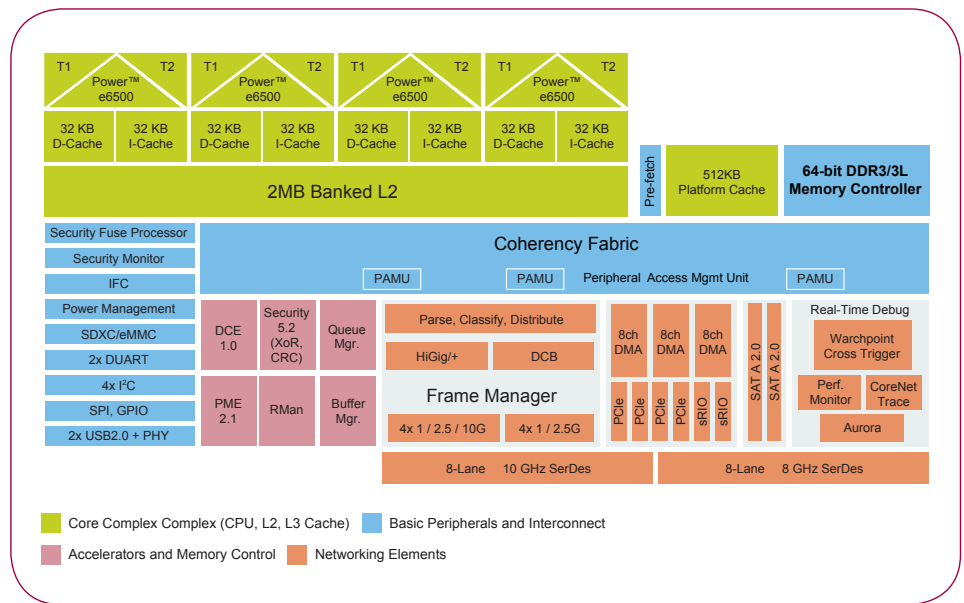 T1 T2
Power™
e6500
T1 T2
Power™
e6500
T1 T2
Power™
e6500
T1 T2
Power™
e6500
32 KB
D-Cache
32 KB
I-Cache
32 KB
D-Cache
32 KB
I-Cache
32 KB
D-Cache
32 KB
I-Cache
32 KB
D-Cache
32 KB
I-Cache
2MB Banked L2
Pre-fetch
512KB
Platform Cache
64-bit DDR3/3L
Memory Controller
Security Fuse Processor
Security Monitor
IFC
Power Management
SDXC/eMMC
2x DUART
4x I²C
SPI, GPIO
2x USB2.0 + PHY
Coherency Fabric
PAMU
PAMU
Peripheral Access Mgmt Unit
PAMU
DCE
1.0
Security
5.2
(XoR,
CRC)
Queue
Mgr.
PME
2.1
RMan
Buffer
Mgr.
Parse, Classify, Distribute
HiGig/+
DCB
Frame Manager
4x 1 / 2.5 / 10G
4x 1 / 2.5G
8ch
DMA
8ch
DMA
8ch
DMA
PCIe
PCIe
PCIe
PCIe
sRIO
sRIO
SAT A 2.0
SAT A 2.0
Real-Time Debug
Warchpoint
Cross Trigger
Perf.
Monitor
CoreNet
Trace
Aurora
8-Lane 10 GHz SerDes
8-Lane 8 GHz SerDes
Core Complex Complex (CPU, L2, L3 Cache)
Basic Peripherals and Interconnect
Accelerators and Memory Control
Networking Elements